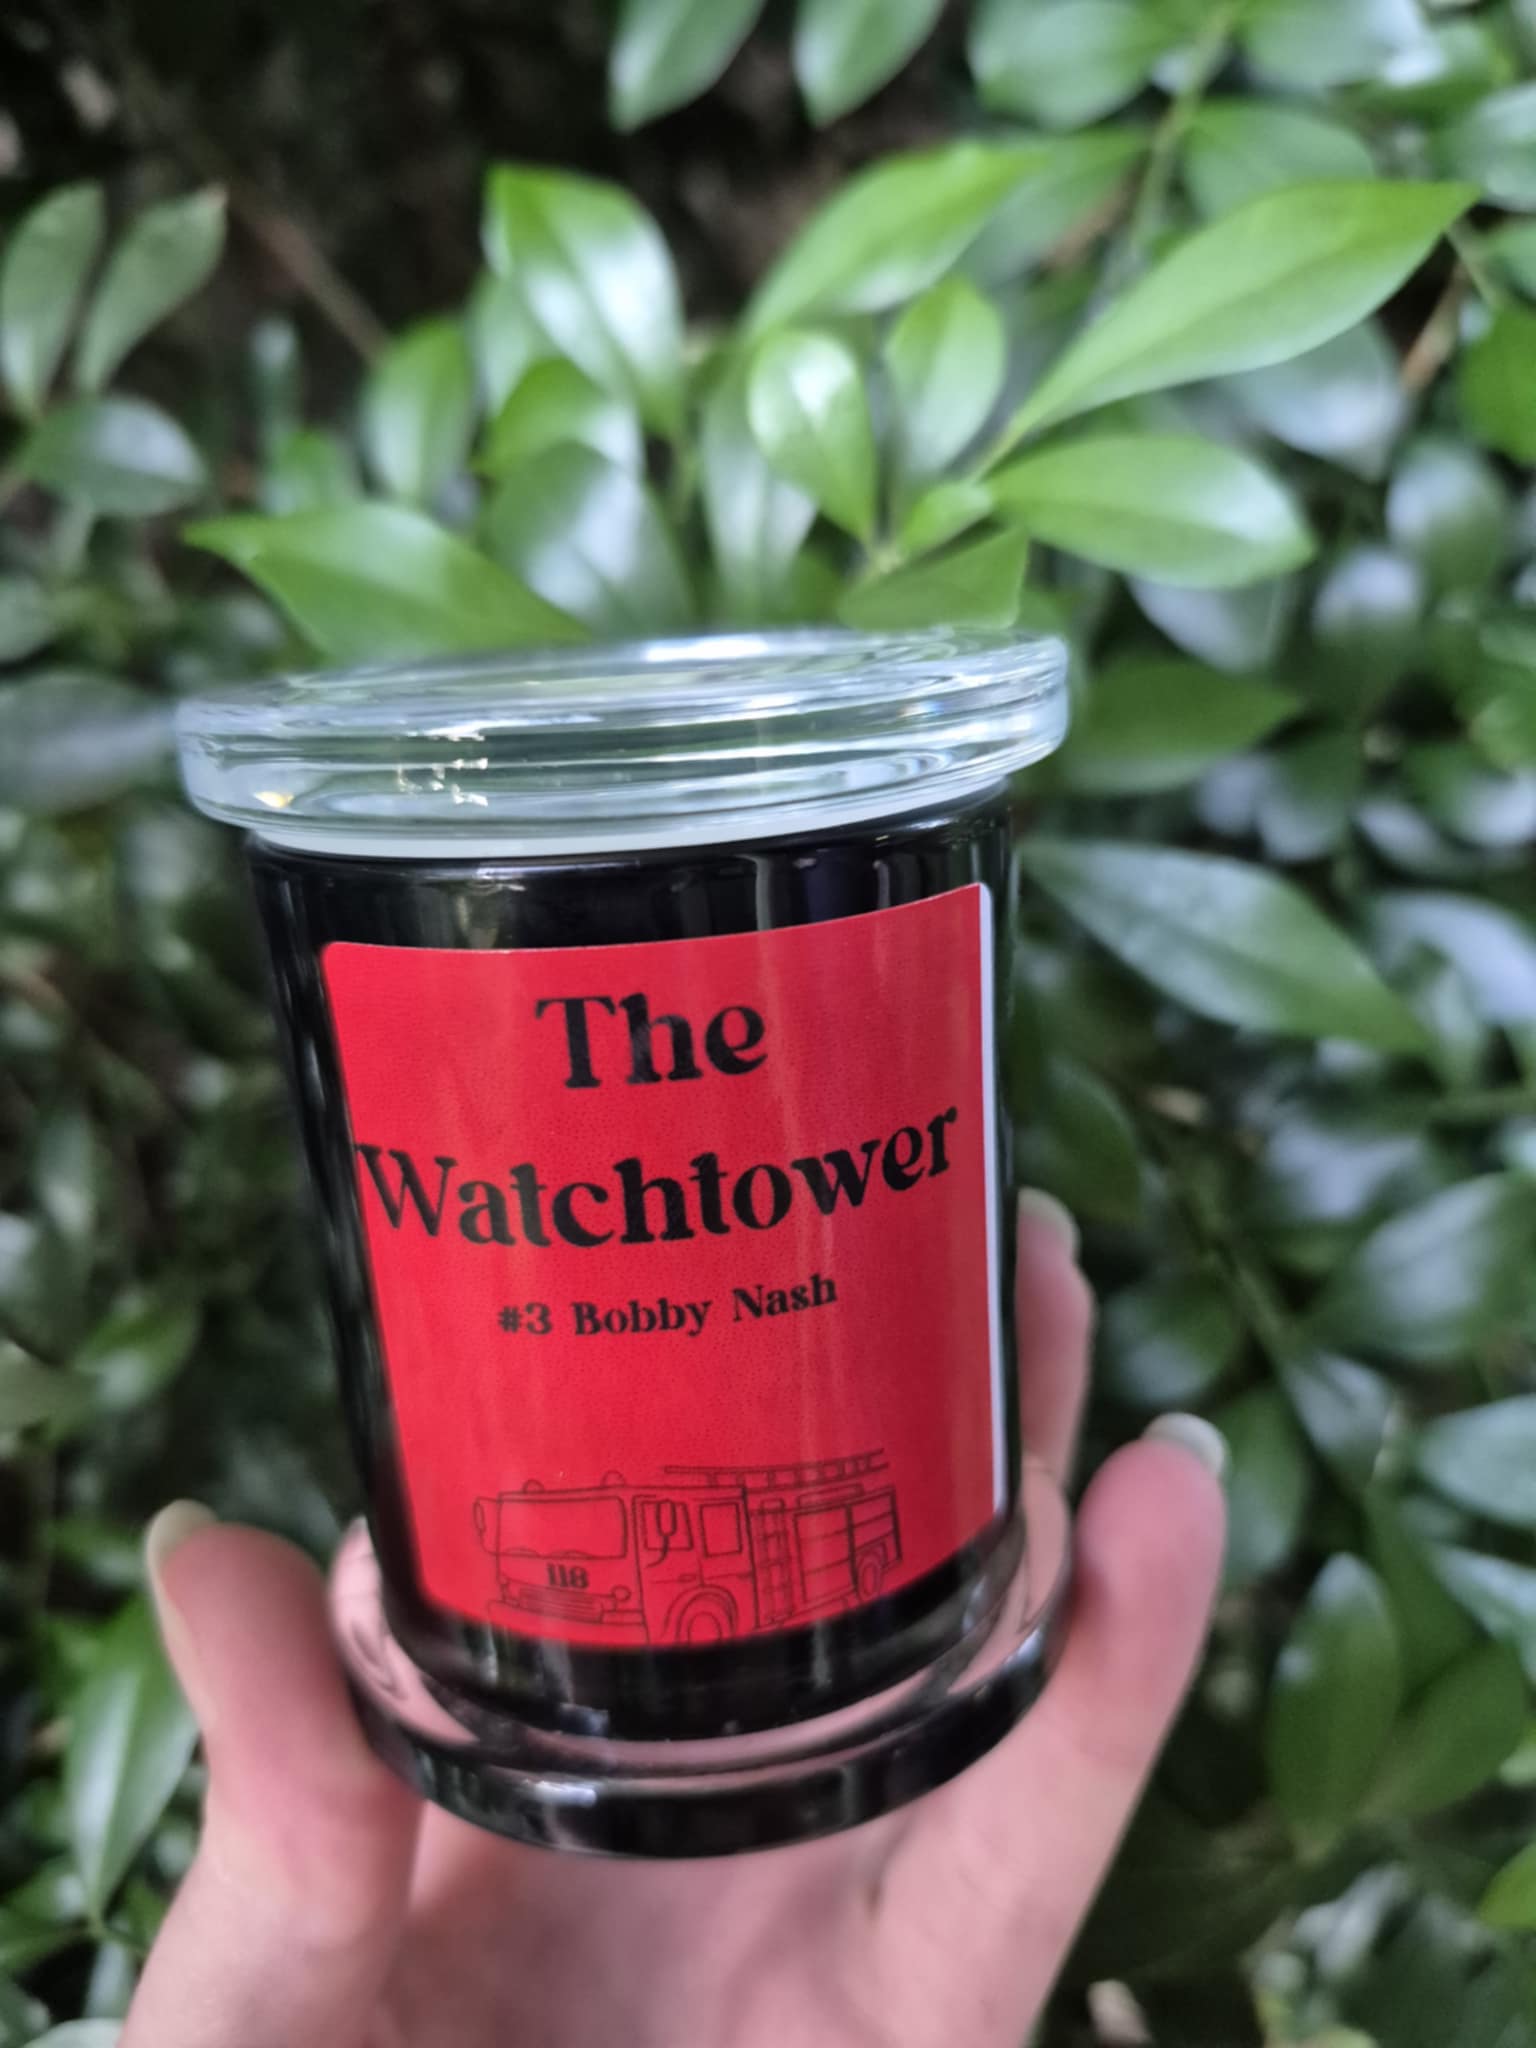 The
Watchtower
#3 Bobby Nash
118